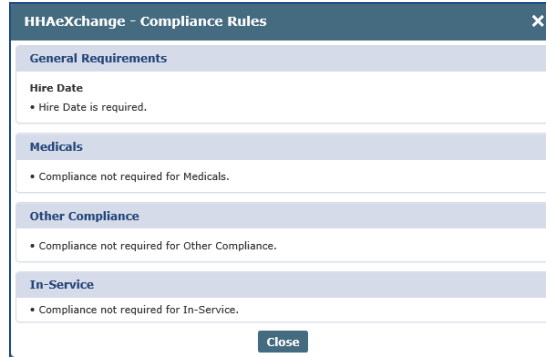 HHAeXchange - Compliance Rules ×
General Requirements
Hire Date
• Hire Date is required.
Medicals
• Compliance not required for Medicals.
Other Compliance
• Compliance not required for Other Compliance.
In-Service
• Compliance not required for In-Service.
Close